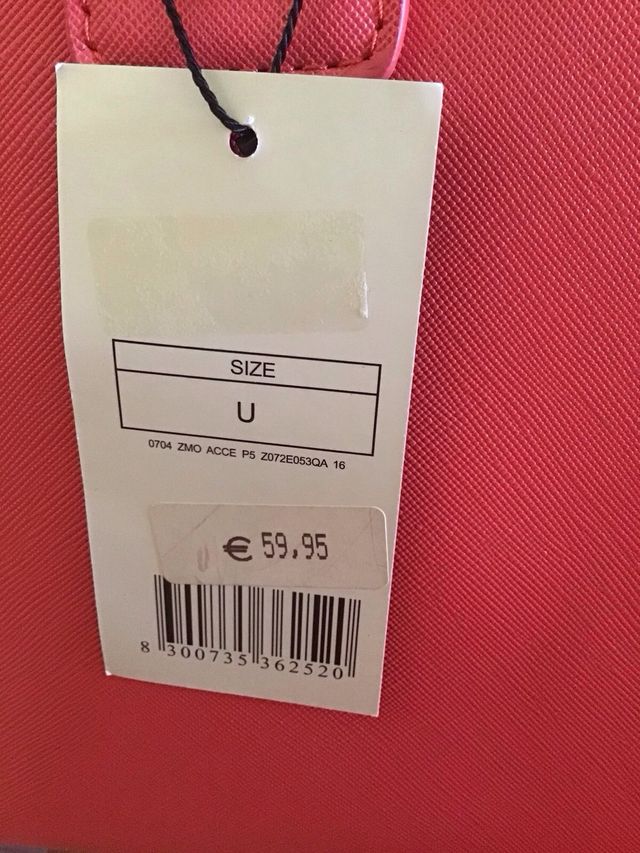 SIZE
U
0704 ZMO ACCE P5 Z072E053QA 16
€ 59,95
8 300735 362520